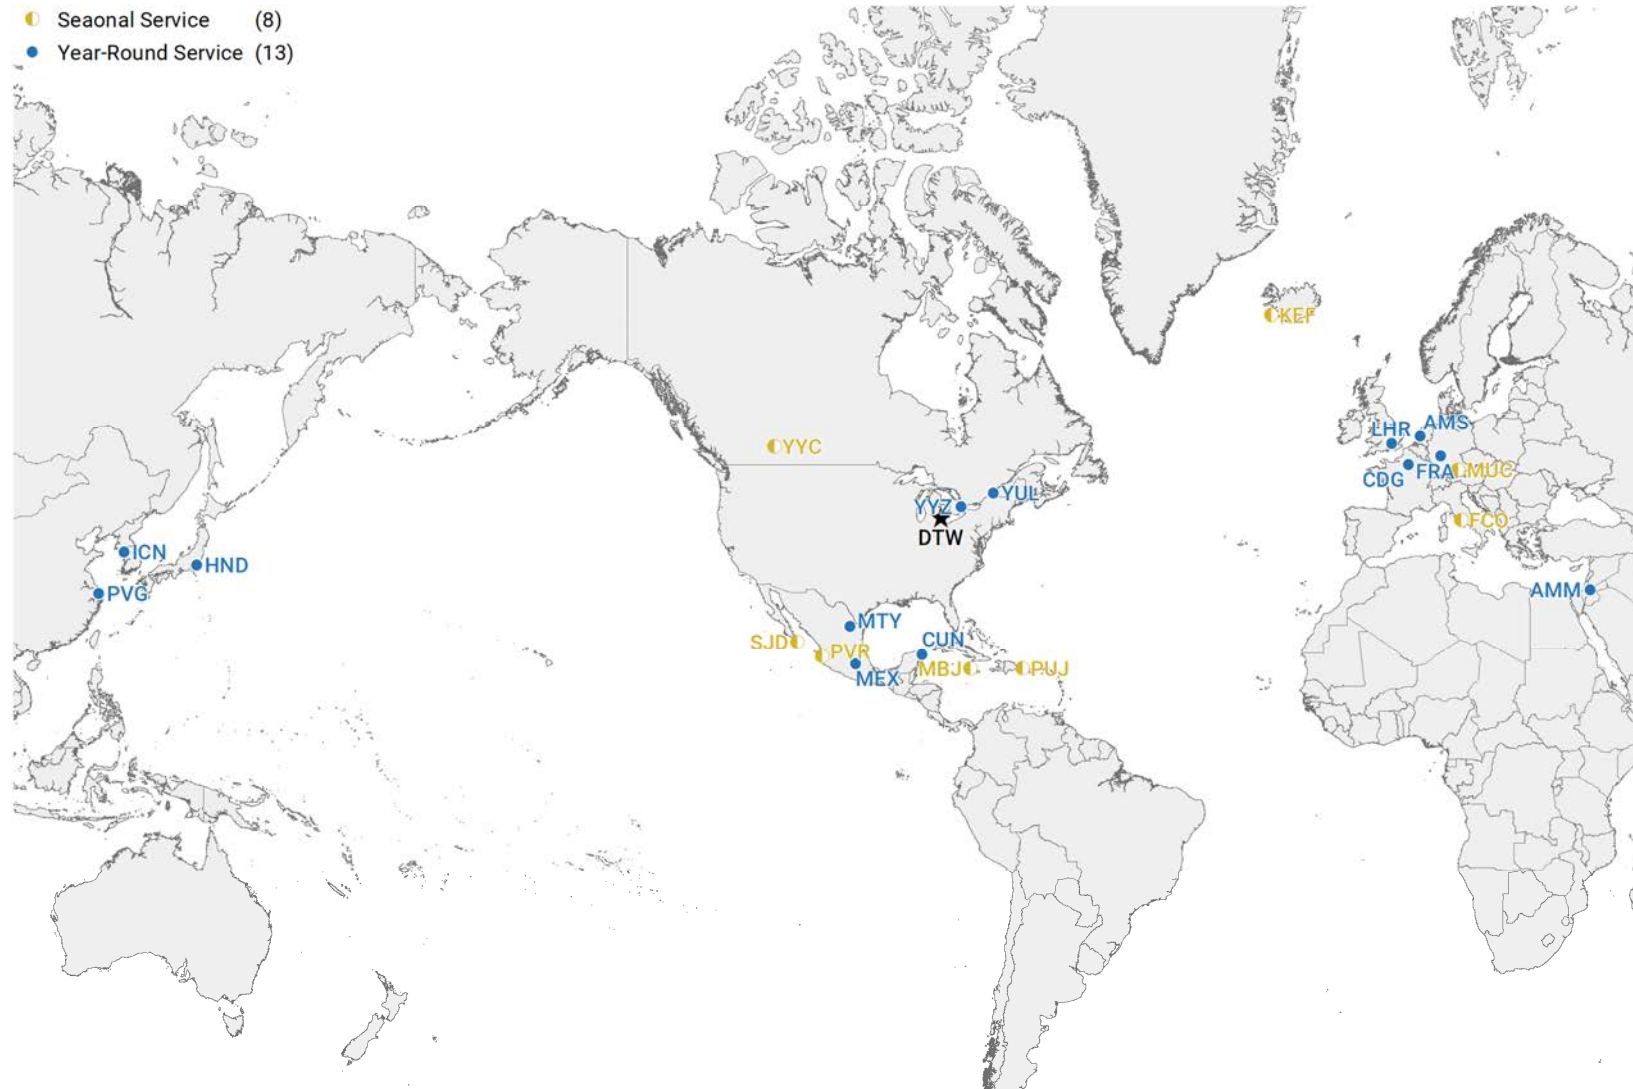 Seaonal Service (8)
Year-Round Service (13)
KEF
YYC
LHR
AMS
CDG
FRA
MUC
YYZ
YUL
DTW
FCO
ICN
HND
PVG
AMM
MTY
CUN
SJD
PVR
MBJ
PUJ
MEX